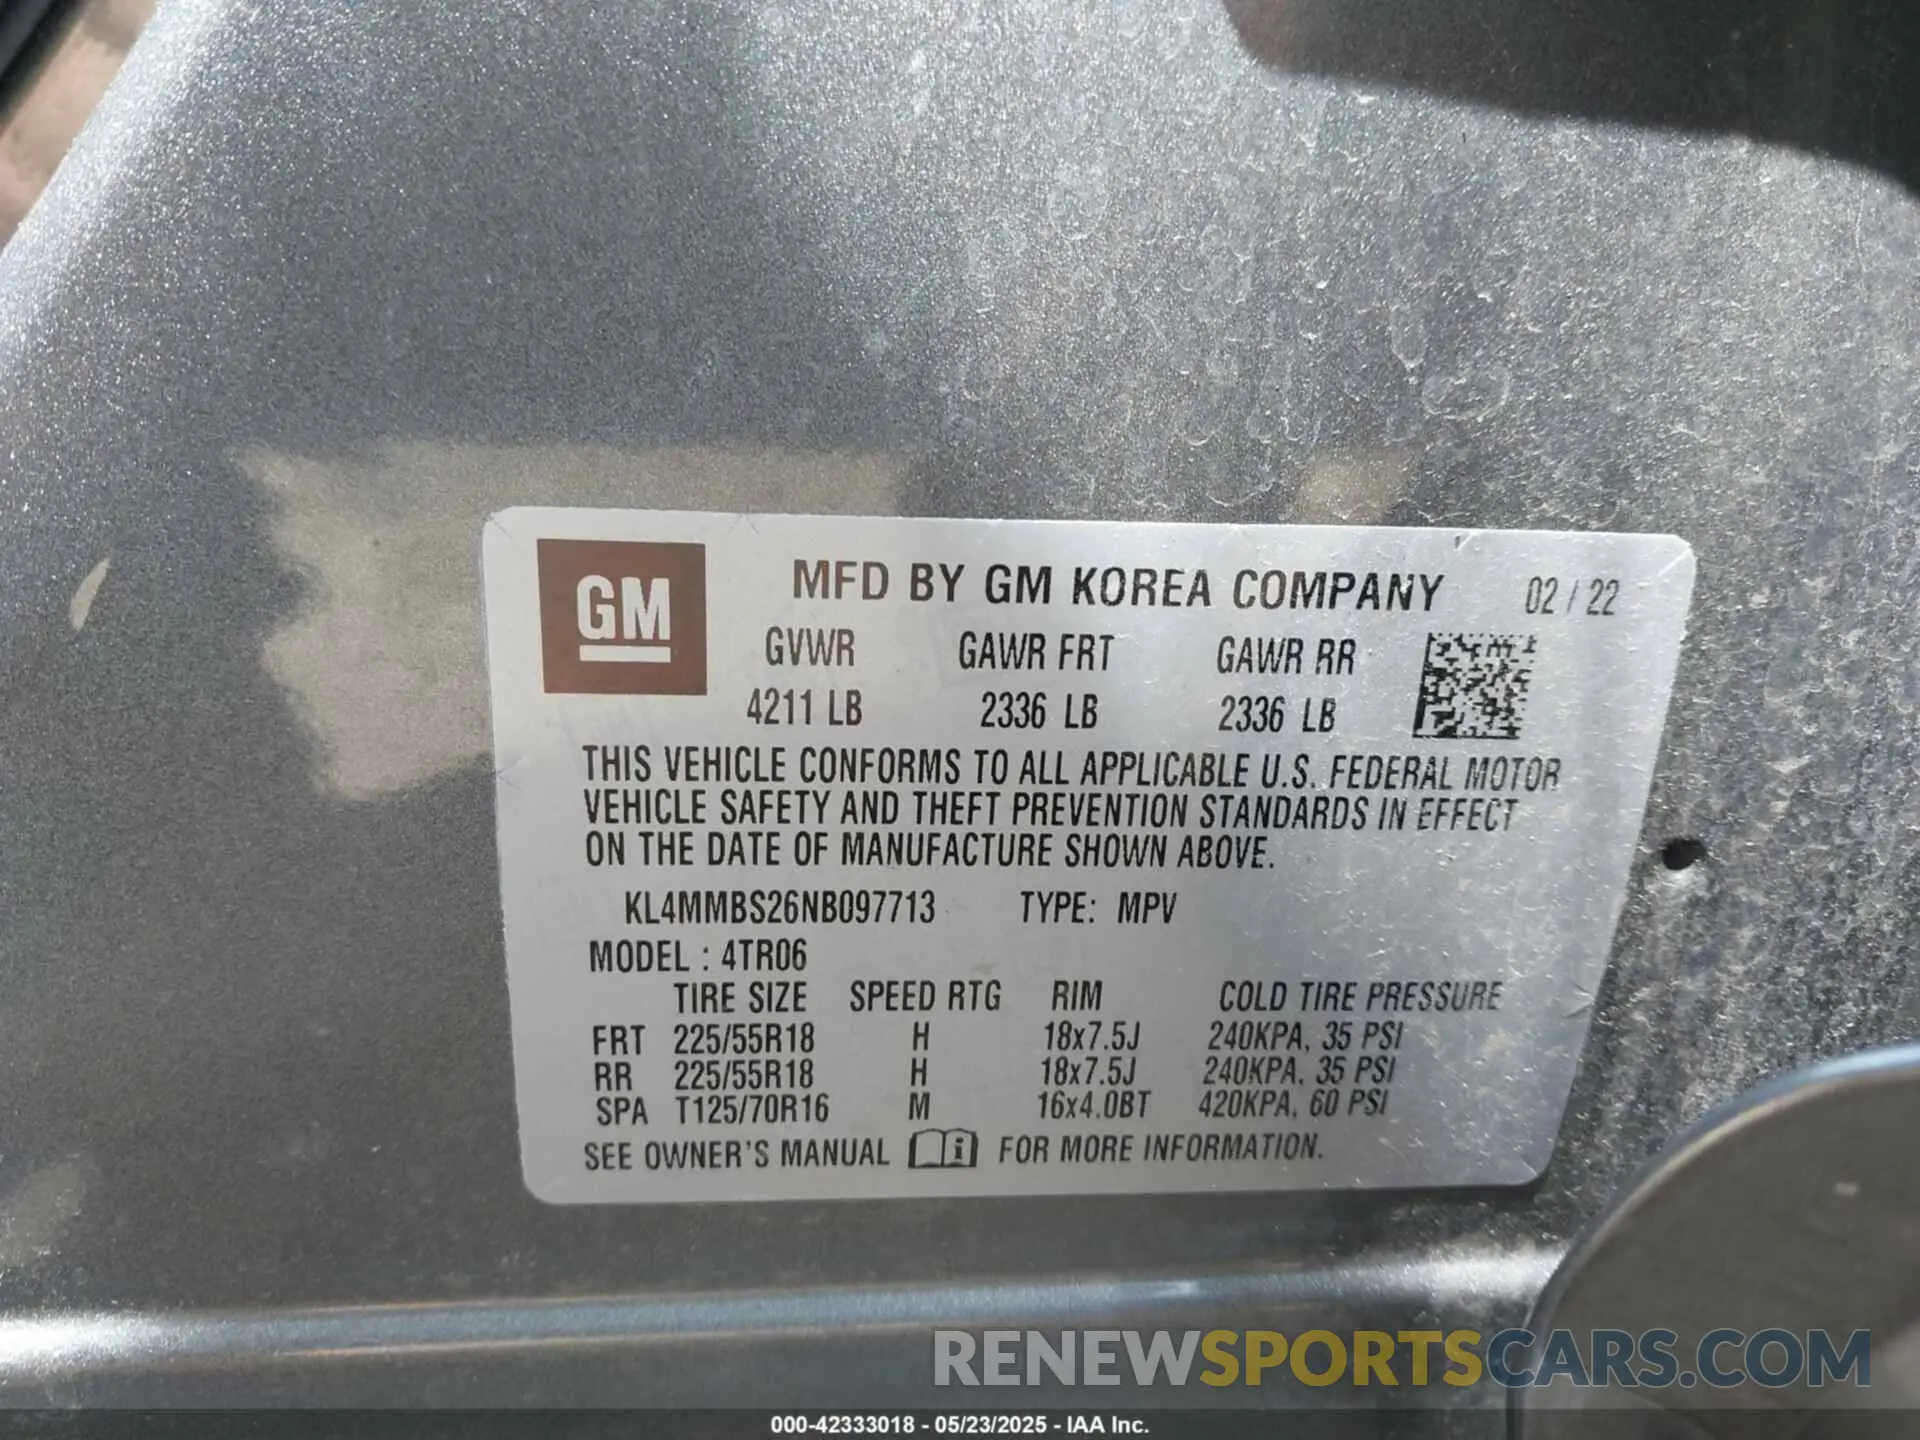 GM
MFD BY GM KOREA COMPANY 02 / 22
GVWR GAWR FRT GAWR RR
4211 LB 2336 LB 2336 LB
THIS VEHICLE CONFORMS TO ALL APPLICABLE U.S. FEDERAL MOTOR
VEHICLE SAFETY AND THEFT PREVENTION STANDARDS IN EFFECT
ON THE DATE OF MANUFACTURE SHOWN ABOVE.
KL4MMBS26NB097713 TYPE: MPV
MODEL : 4TR06
TIRE SIZE SPEED RTG RIM COLD TIRE PRESSURE
FRT 225/55R18 H 18x7.5J 240KPA, 35 PSI
RR 225/55R18 H 18x7.5J 240KPA, 35 PSI
SPA T125/70R16 M 16x4.0BT 420KPA, 60 PSI
SEE OWNER'S MANUAL i FOR MORE INFORMATION.
RENEWSPORTSCARS.COM
000-42333018 - 05/23/2025 - IAA Inc.